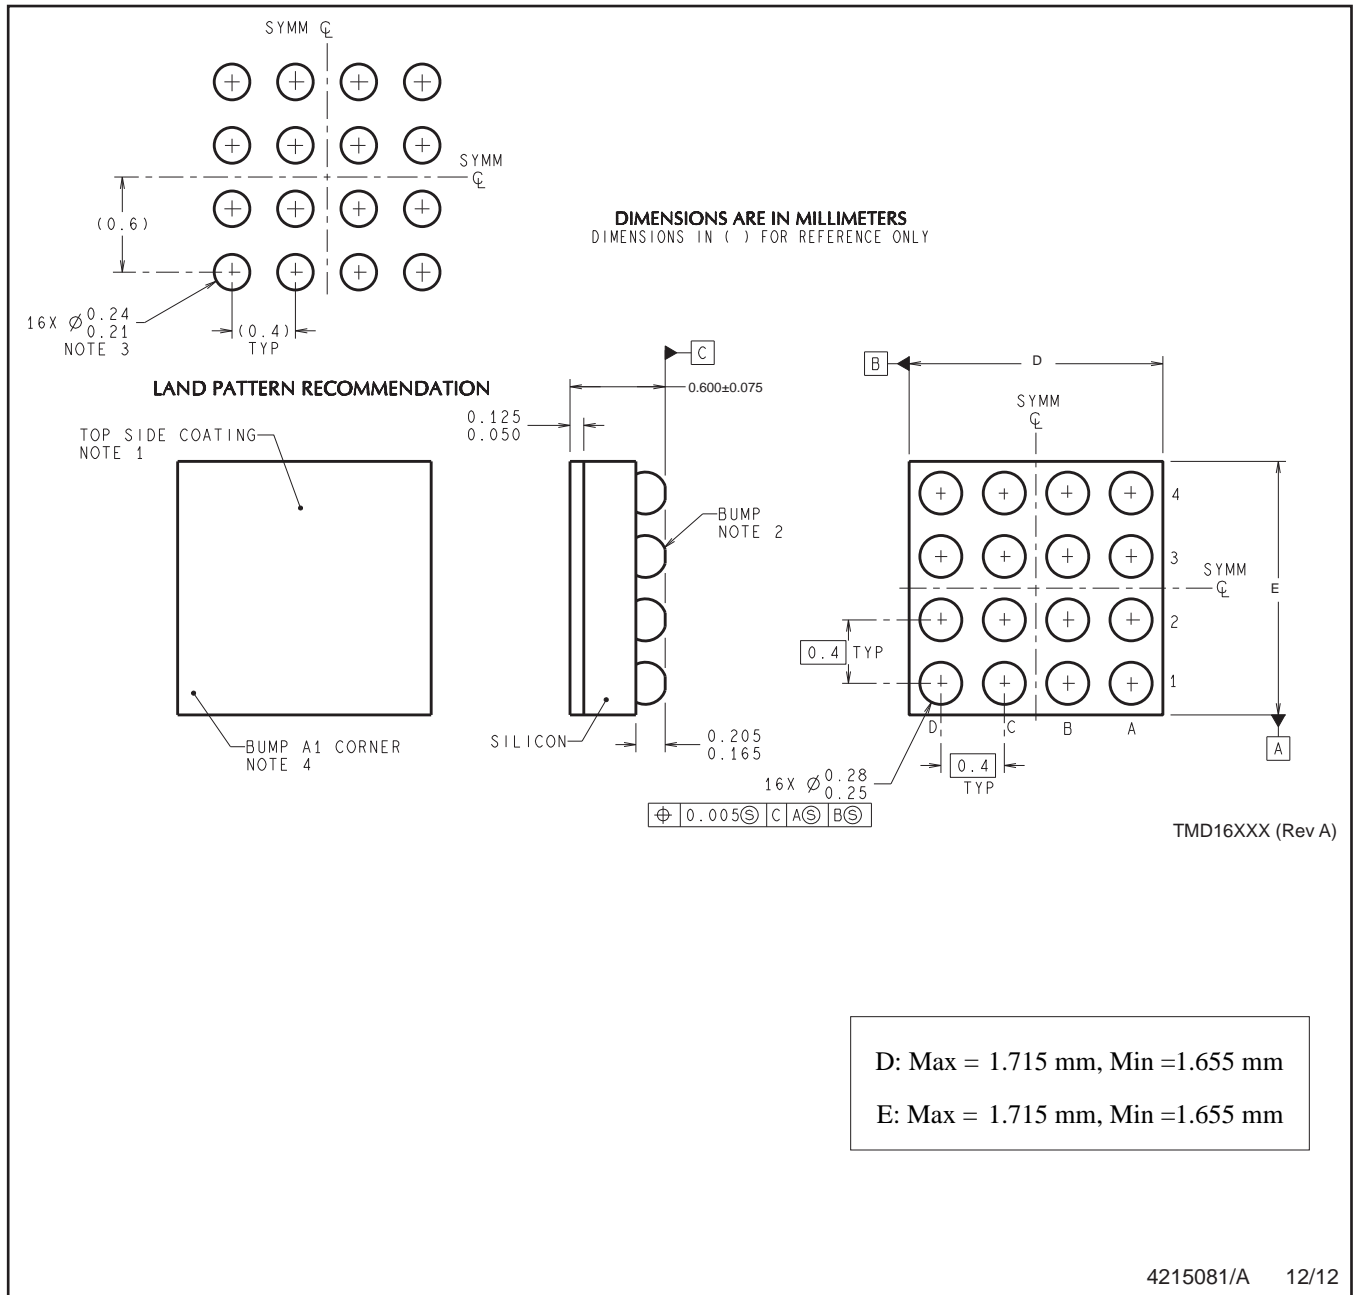 SYMM ℄
SYMM
℄
(0.6)
DIMENSIONS ARE IN MILLIMETERS
DIMENSIONS IN ( ) FOR REFERENCE ONLY
16X Ø 0.24
0.21
NOTE 3
(0.4)
TYP
LAND PATTERN RECOMMENDATION
C
0.600±0.075
B
D
0.125
0.050
SYMM
℄
TOP SIDE COATING
NOTE 1
BUMP
NOTE 2
4
3
SYMM
℄
E
2
0.4 TYP
1
BUMP A1 CORNER
NOTE 4
SILICON
0.205
0.165
D C B A
A
0.4
TYP
16X Ø 0.28
0.25
⌖ 0.005Ⓢ C AⓈ BⓈ
TMD16XXX (Rev A)
D: Max = 1.715 mm, Min =1.655 mm
E: Max = 1.715 mm, Min =1.655 mm
4215081/A 12/12